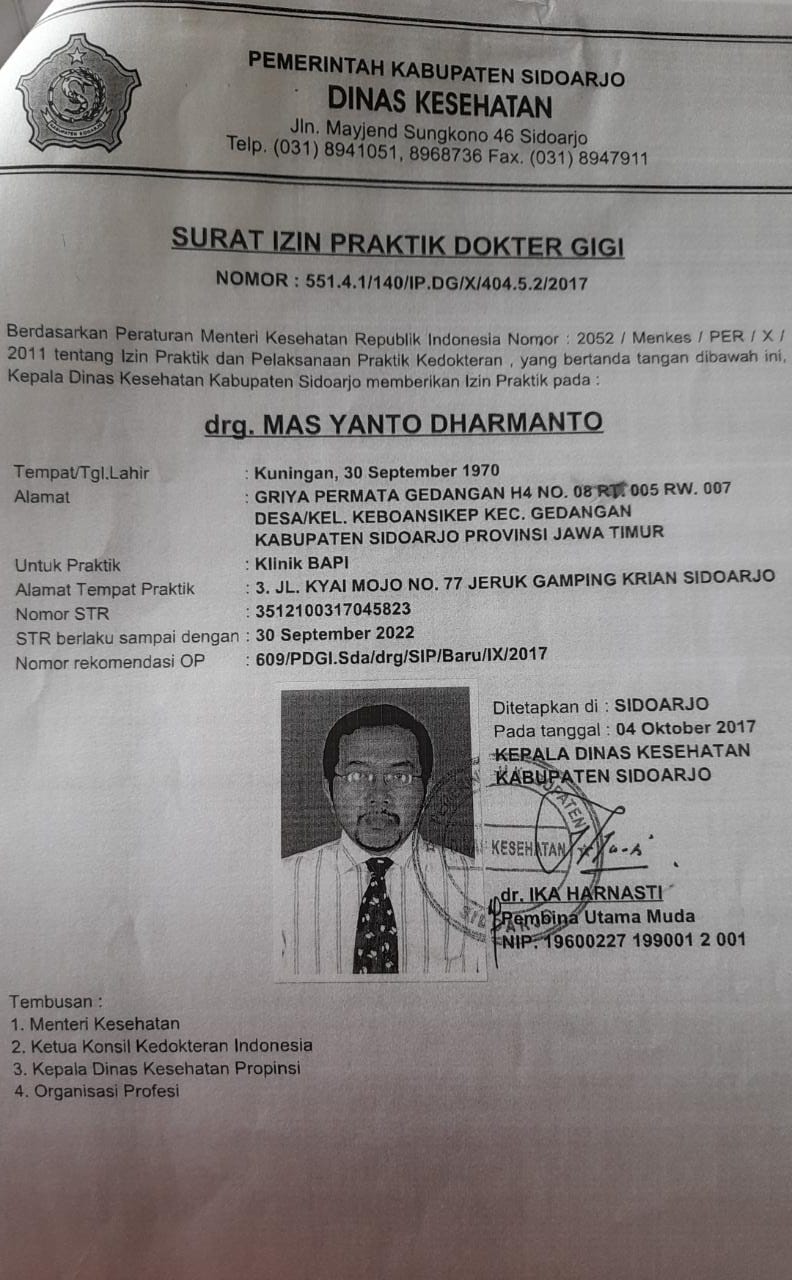 PEMERINTAH KABUPATEN SIDOARJO
DINAS KESEHATAN
Jln. Mayjend Sungkono 46 Sidoarjo
Telp. (031) 8941051, 8968736 Fax. (031) 8947911
KABUPATEN SIDOARJO
SURAT IZIN PRAKTIK DOKTER GIGI
NOMOR : 551.4.1/140/IP.DG/X/404.5.2/2017
Berdasarkan Peraturan Menteri Kesehatan Republik Indonesia Nomor : 2052 / Menkes / PER / X /
2011 tentang Izin Praktik dan Pelaksanaan Praktik Kedokteran , yang bertanda tangan dibawah ini,
Kepala Dinas Kesehatan Kabupaten Sidoarjo memberikan Izin Praktik pada :
drg. MAS YANTO DHARMANTO
Tempat/Tgl.Lahir : Kuningan, 30 September 1970
Alamat : GRIYA PERMATA GEDANGAN H4 NO. 08 RT. 005 RW. 007
DESA/KEL. KEBOANSIKEP KEC. GEDANGAN
KABUPATEN SIDOARJO PROVINSI JAWA TIMUR
Untuk Praktik : Klinik BAPI
Alamat Tempat Praktik : 3. JL. KYAI MOJO NO. 77 JERUK GAMPING KRIAN SIDOARJO
Nomor STR : 3512100317045823
STR berlaku sampai dengan : 30 September 2022
Nomor rekomendasi OP : 609/PDGI.Sda/drg/SIP/Baru/IX/2017
Ditetapkan di : SIDOARJO
Pada tanggal : 04 Oktober 2017
KEPALA DINAS KESEHATAN
KABUPATEN SIDOARJO
KESEHATAN
dr. IKA HARNASTI
Pembina Utama Muda
NIP. 19600227 199001 2 001
Tembusan :
1. Menteri Kesehatan
2. Ketua Konsil Kedokteran Indonesia
3. Kepala Dinas Kesehatan Propinsi
4. Organisasi Profesi